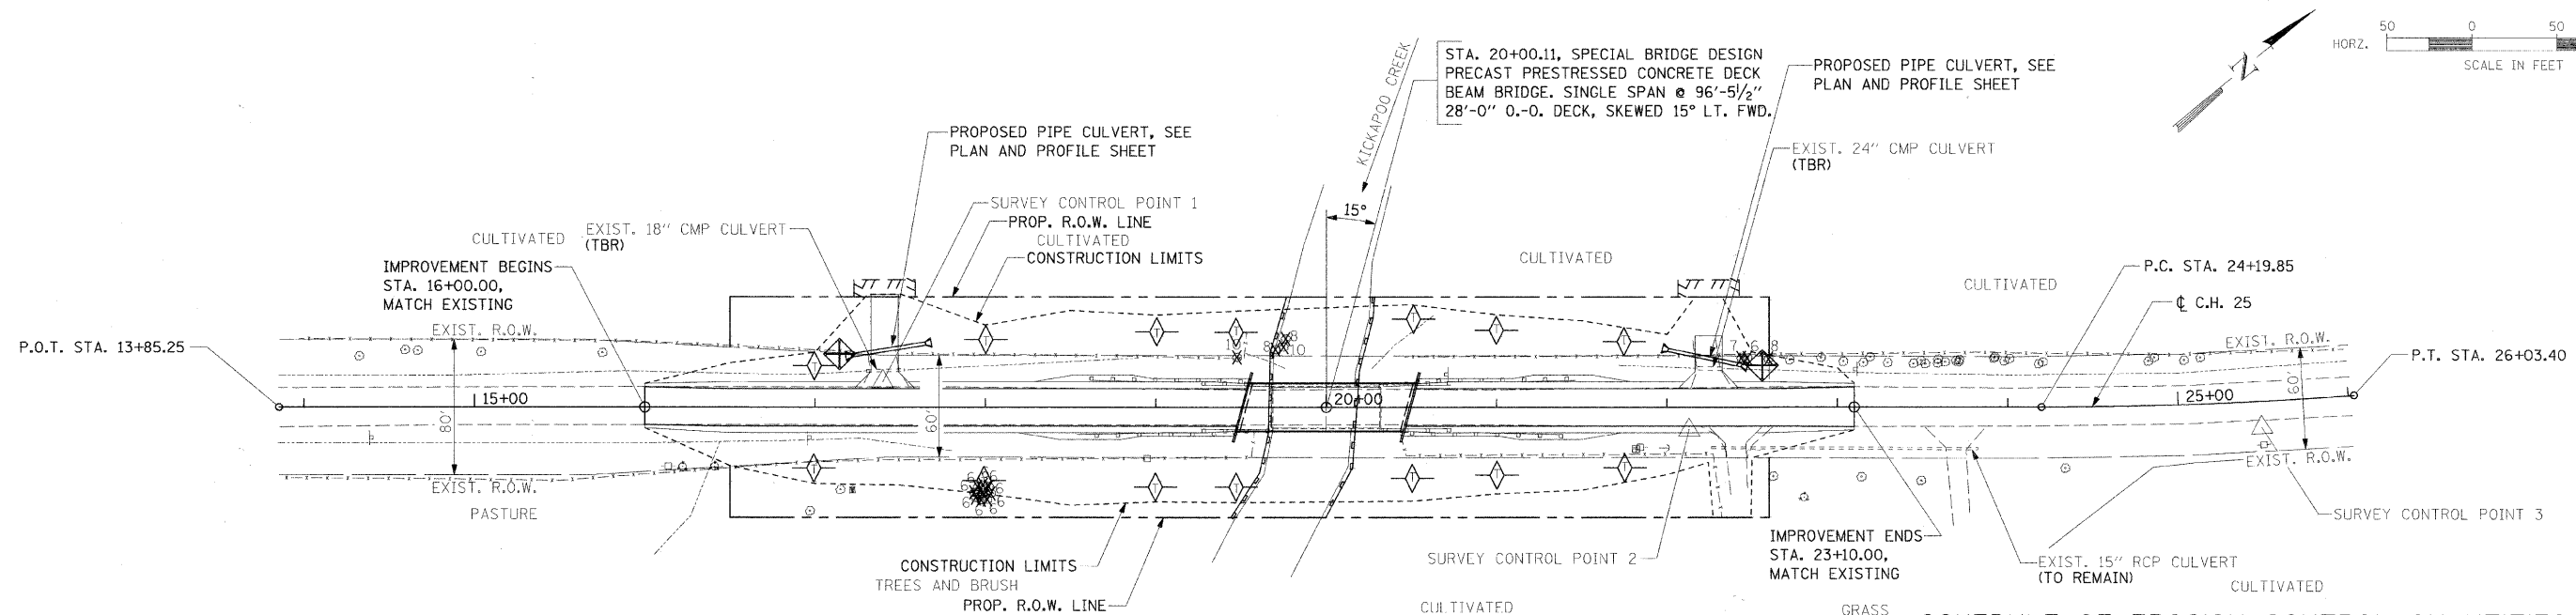 50 0 50
HORZ.
SCALE IN FEET
N
STA. 20+00.11, SPECIAL BRIDGE DESIGN
PRECAST PRESTRESSED CONCRETE DECK
BEAM BRIDGE. SINGLE SPAN @ 96'-5 1/2"
28'-0" O.-O. DECK, SKEWED 15° LT. FWD.
KICKAPOO CREEK
PROPOSED PIPE CULVERT, SEE
PLAN AND PROFILE SHEET
PROPOSED PIPE CULVERT, SEE
PLAN AND PROFILE SHEET
EXIST. 24" CMP CULVERT
(TBR)
SURVEY CONTROL POINT 1
PROP. R.O.W. LINE
CULTIVATED
CONSTRUCTION LIMITS
EXIST. 18" CMP CULVERT
(TBR)
CULTIVATED
IMPROVEMENT BEGINS
STA. 16+00.00,
MATCH EXISTING
15°
CULTIVATED
CULTIVATED
P.C. STA. 24+19.85
℄ C.H. 25
EXIST. R.O.W.
EXIST. R.O.W.
P.O.T. STA. 13+85.25
P.T. STA. 26+03.40
15+00
20+00
25+00
80'
60'
60'
EXIST. R.O.W.
EXIST. R.O.W.
PASTURE
SURVEY CONTROL POINT 3
CONSTRUCTION LIMITS
TREES AND BRUSH
PROP. R.O.W. LINE
SURVEY CONTROL POINT 2
IMPROVEMENT ENDS
STA. 23+10.00,
MATCH EXISTING
EXIST. 15" RCP CULVERT
(TO REMAIN)
CULTIVATED
CULTIVATED
GRASS